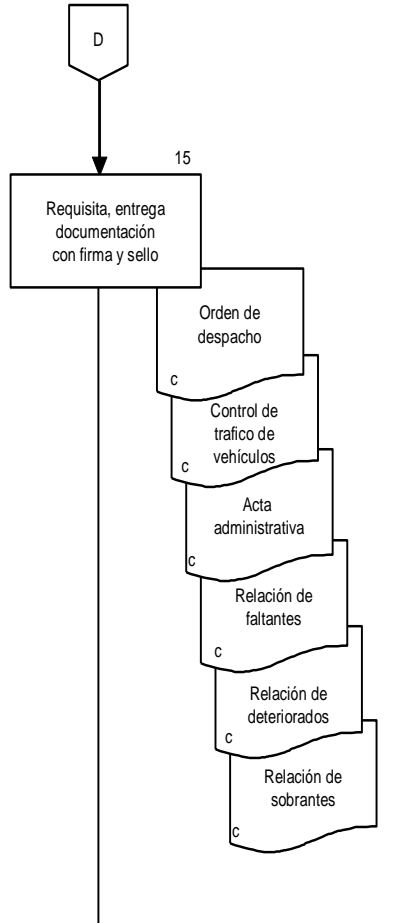 D
15
Requisita, entrega
documentación
con firma y sello
Orden de
despacho
c
Control de
trafico de
vehículos
c
Acta
administrativa
c
Relación de
faltantes
c
Relación de
deteriorados
c
Relación de
sobrantes
c